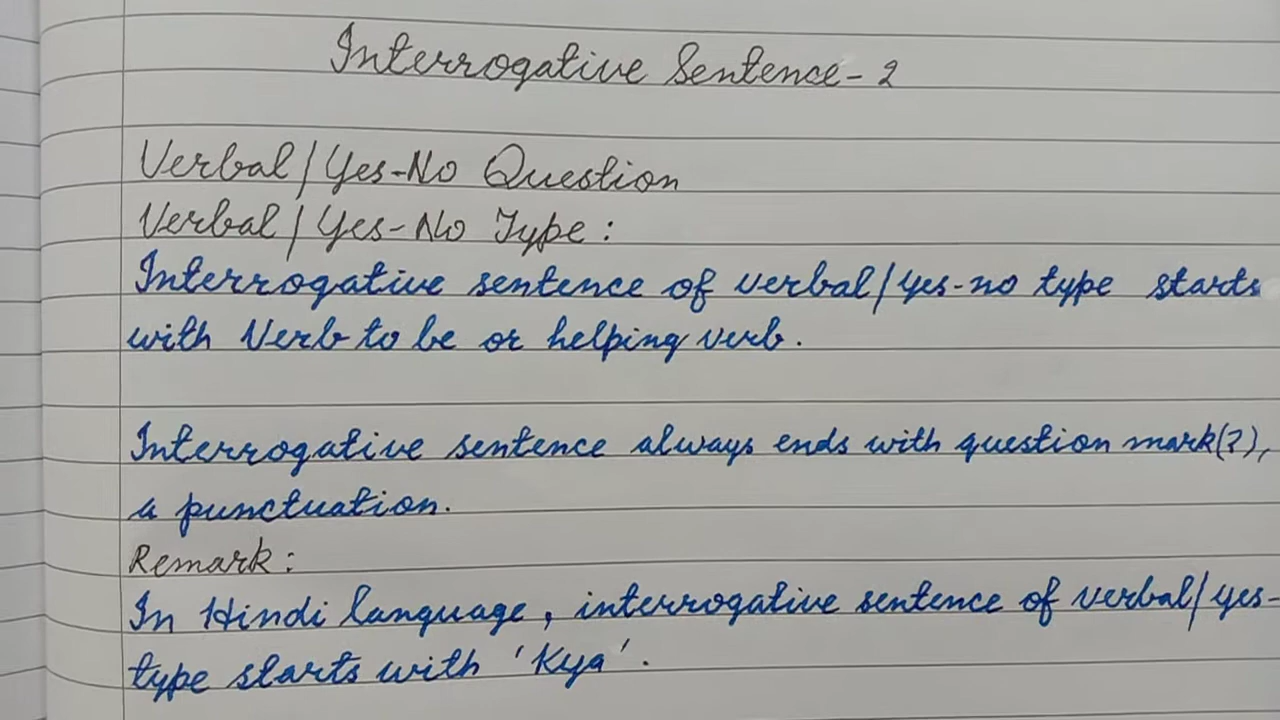 Interrogative Sentence-2
Verbal/Yes-No Question
Verbal/Yes-No Type:
Interrogative sentence of verbal/yes-no type starts
with Verb to be or helping verb.
Interrogative sentence always ends with question mark(?),
a punctuation.
Remark:
In Hindi language, interrogative sentence of verbal/yes-
type starts with 'Kya'.